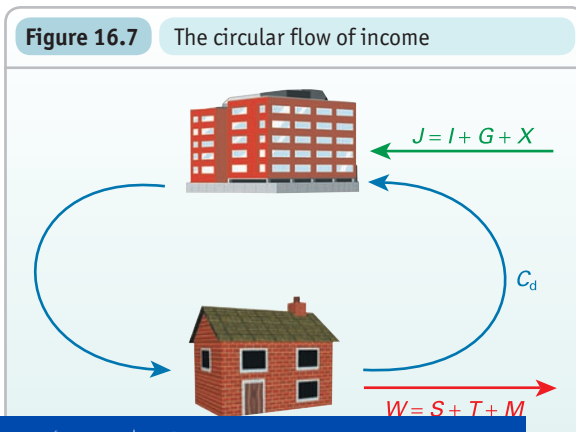 Figure 16.7 The circular flow of income
J = I + G + X
C_d
W = S + T + M